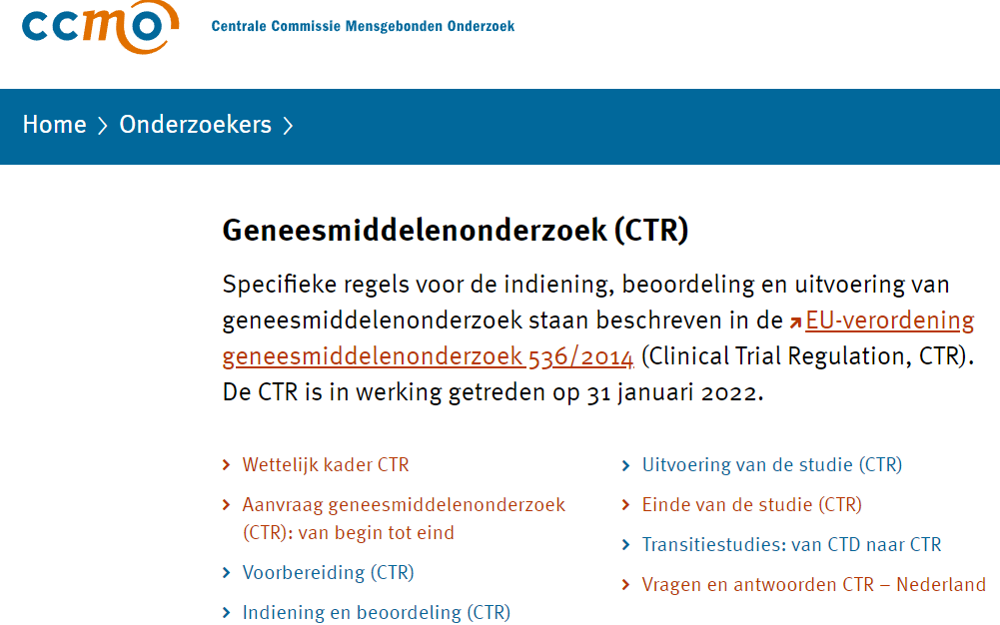 ccmo Centrale Commissie Mensgebonden Onderzoek
Home > Onderzoekers >
Geneesmiddelenonderzoek (CTR)
Specifieke regels voor de indiening, beoordeling en uitvoering van
geneesmiddelenonderzoek staan beschreven in de EU-verordening
geneesmiddelenonderzoek 536/2014 (Clinical Trial Regulation, CTR).
De CTR is in werking getreden op 31 januari 2022.
Wettelijk kader CTR
Aanvraag geneesmiddelenonderzoek
(CTR): van begin tot eind
Voorbereiding (CTR)
Indiening en beoordeling (CTR)
Uitvoering van de studie (CTR)
Einde van de studie (CTR)
Transitiestudies: van CTD naar CTR
Vragen en antwoorden CTR – Nederland